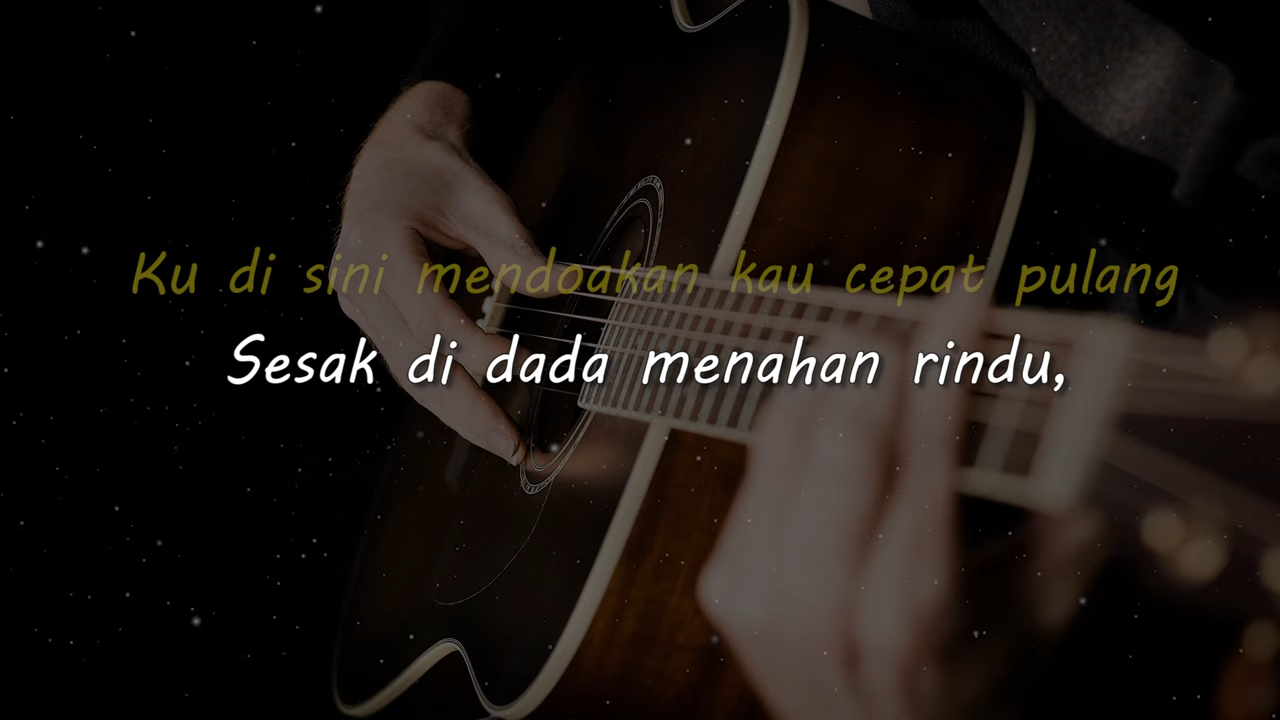 Ku di sini mendoakan kau cepat pulang
Sesak di dada menahan rindu,